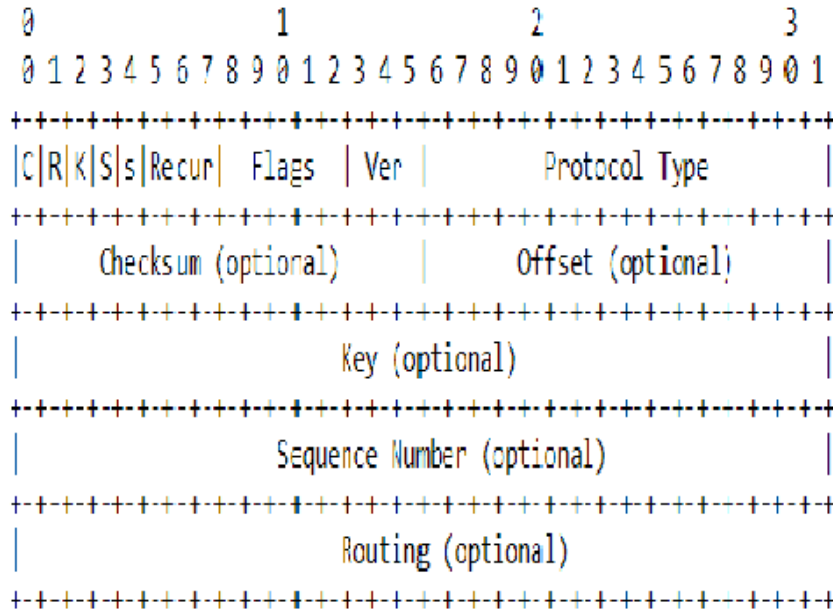 0 1 2 3
0 1 2 3 4 5 6 7 8 9 0 1 2 3 4 5 6 7 8 9 0 1 2 3 4 5 6 7 8 9 0 1
+-+-+-+-+-+-+-+-+-+-+-+-+-+-+-+-+-+-+-+-+-+-+-+-+-+-+-+-+-+-+-+-+
|C|R|K|S|s|Recur| Flags | Ver | Protocol Type |
+-+-+-+-+-+-+-+-+-+-+-+-+-+-+-+-+-+-+-+-+-+-+-+-+-+-+-+-+-+-+-+-+
| Checksum (optional) | Offset (optional) |
+-+-+-+-+-+-+-+-+-+-+-+-+-+-+-+-+-+-+-+-+-+-+-+-+-+-+-+-+-+-+-+-+
| Key (optional) |
+-+-+-+-+-+-+-+-+-+-+-+-+-+-+-+-+-+-+-+-+-+-+-+-+-+-+-+-+-+-+-+-+
| Sequence Number (optional) |
+-+-+-+-+-+-+-+-+-+-+-+-+-+-+-+-+-+-+-+-+-+-+-+-+-+-+-+-+-+-+-+-+
| Routing (optional)
+-+-+-+-+-+-+-+-+-+-+-+-+-+-+-+-+-+-+-+-+-+-+-+-+-+-+-+-+-+-+-+-+